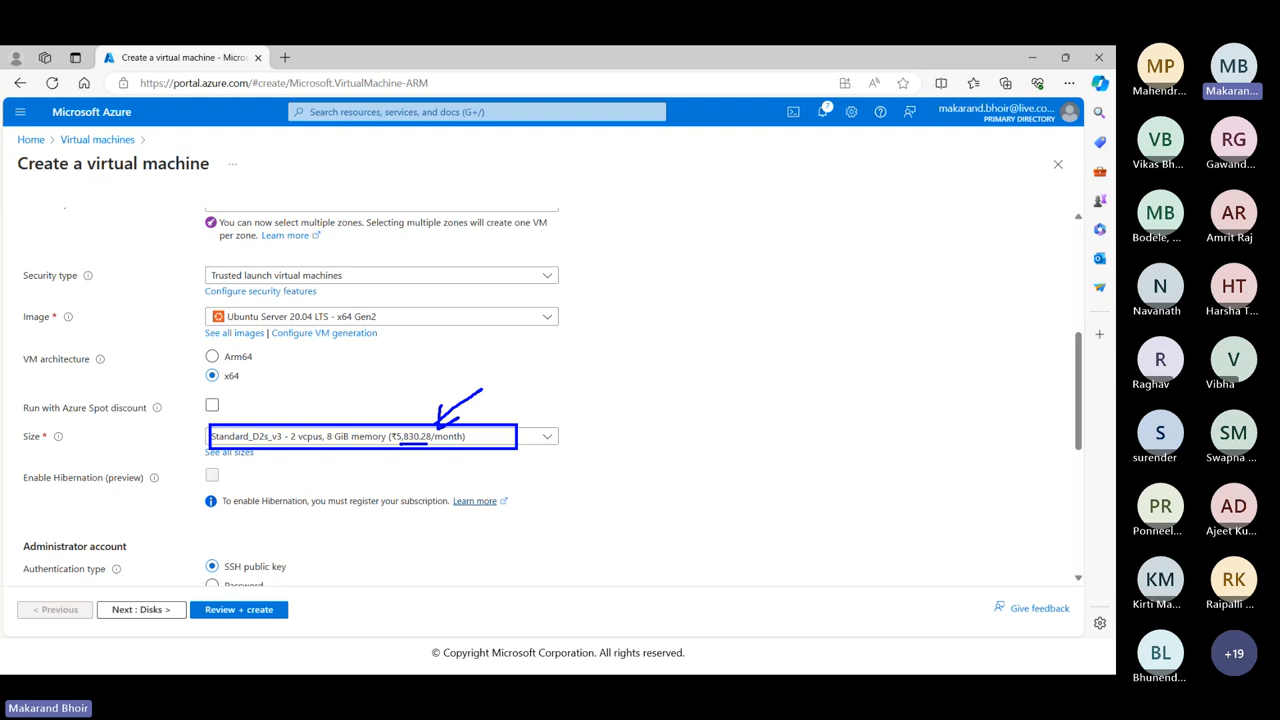 Create a virtual machine - Micros
https://portal.azure.com/#create/Microsoft.VirtualMachine-ARM
Microsoft Azure
Search resources, services, and docs (G+/)
7
makarand.bhoir@live.co...
PRIMARY DIRECTORY
Home > Virtual machines >
Create a virtual machine ...
You can now select multiple zones. Selecting multiple zones will create one VM
per zone. Learn more
Security type
Trusted launch virtual machines
Configure security features
Image *
Ubuntu Server 20.04 LTS - x64 Gen2
See all images | Configure VM generation
VM architecture
Arm64
x64
Run with Azure Spot discount
Size *
Standard_D2s_v3 - 2 vcpus, 8 GiB memory (₹5,830.28/month)
See all sizes
Enable Hibernation (preview)
To enable Hibernation, you must register your subscription. Learn more
Administrator account
Authentication type
SSH public key
Password
< Previous
Next : Disks >
Review + create
Give feedback
© Copyright Microsoft Corporation. All rights reserved.
Makarand Bhoir
MP
Mahendr...
MB
Makaran...
VB
Vikas Bh...
RG
Gawand...
MB
Bodele, ...
AR
Amrit Raj
N
Navanath
HT
Harsha T...
R
Raghav
V
Vibha
S
surender
SM
Swapna ...
PR
Ponneel...
AD
Ajeet Ku...
KM
Kirti Ma...
RK
Raipalli ...
BL
Bhunend...
+19